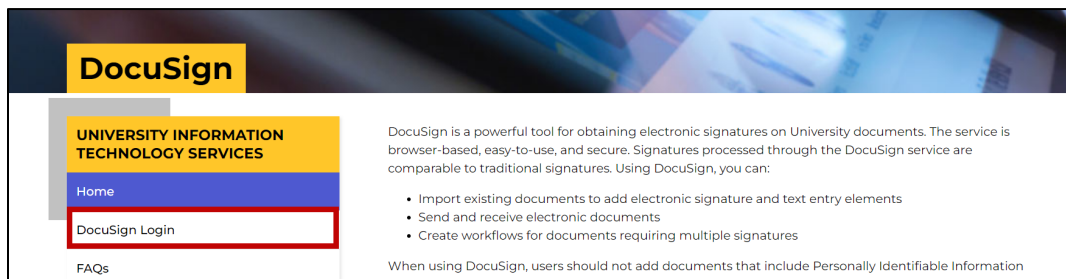 DocuSign
UNIVERSITY INFORMATION
TECHNOLOGY SERVICES
Home
DocuSign Login
FAQs
DocuSign is a powerful tool for obtaining electronic signatures on University documents. The service is
browser-based, easy-to-use, and secure. Signatures processed through the DocuSign service are
comparable to traditional signatures. Using DocuSign, you can:
• Import existing documents to add electronic signature and text entry elements
• Send and receive electronic documents
• Create workflows for documents requiring multiple signatures
When using DocuSign, users should not add documents that include Personally Identifiable Information